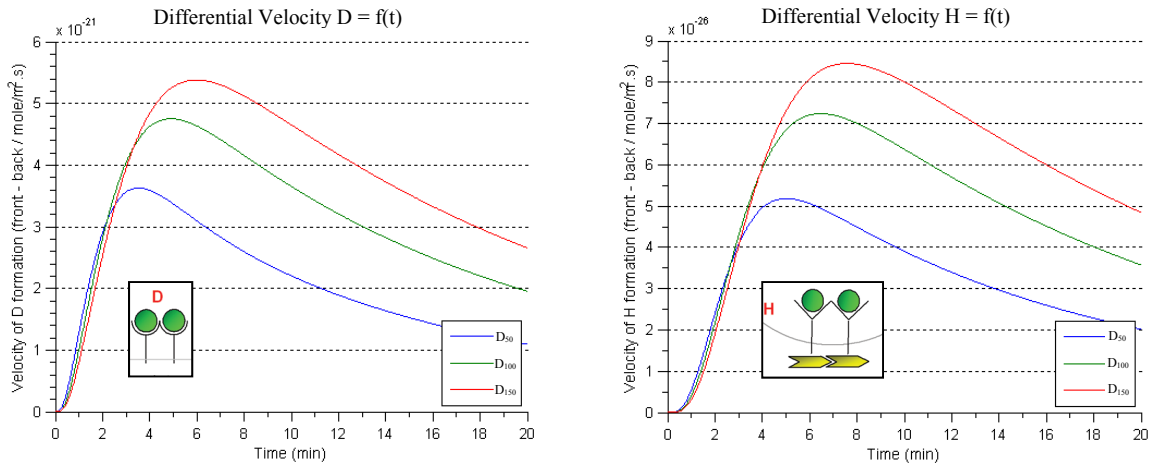 Differential Velocity D = f(t)
x 10^-21
Velocity of D formation (front - back / mole/m².s)
6
5
4
3
2
1
0
D
D₅₀
D₁₀₀
D₁₅₀
0 2 4 6 8 10 12 14 16 18 20
Time (min)
Differential Velocity H = f(t)
x 10^-26
Velocity of H formation (front - back / mole/m².s)
9
8
7
6
5
4
3
2
1
0
H
D₅₀
D₁₀₀
D₁₅₀
0 2 4 6 8 10 12 14 16 18 20
Time (min)